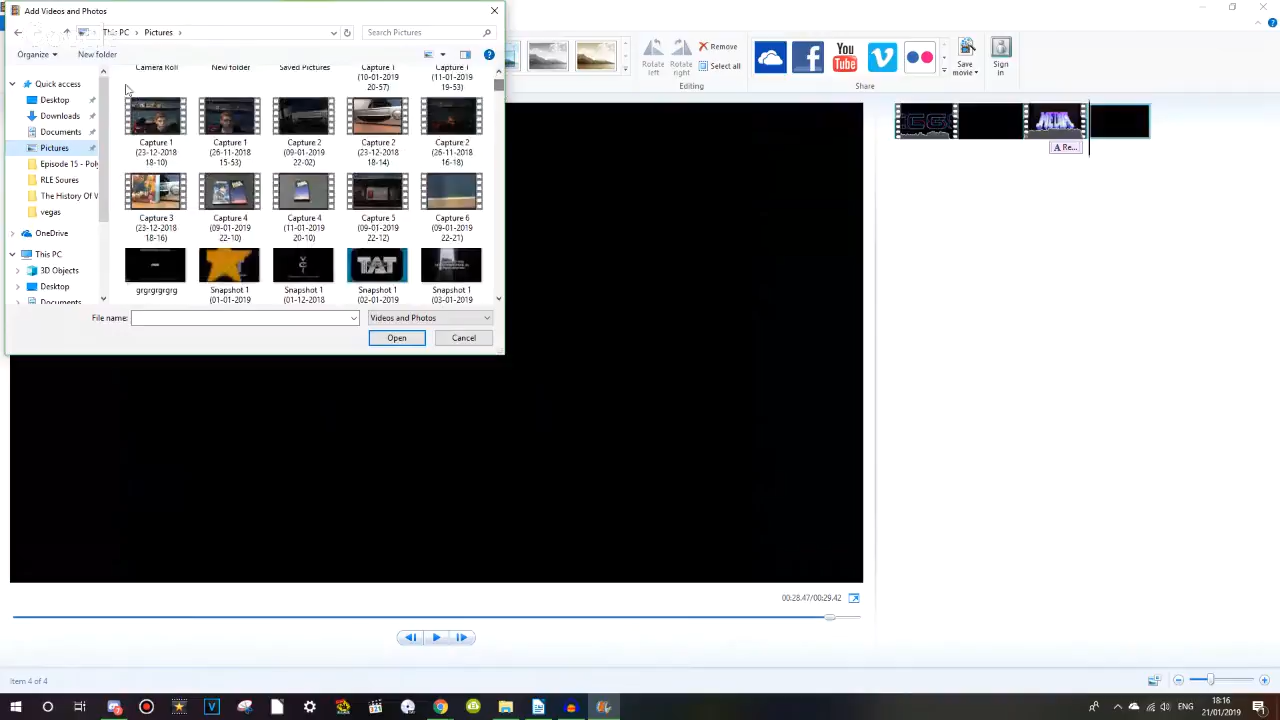 Add Videos and Photos
This PC
Pictures
Search Pictures
Organize
New folder
Quick access
Desktop
Downloads
Documents
Pictures
Episode 15 - Pol
RLE Soures
The History Of V
vegas
OneDrive
This PC
3D Objects
Desktop
Documents
Camera Roll
New folder
Saved Pictures
Capture 1
(10-01-2019
20-57)
Capture 1
(11-01-2019
19-53)
Capture 1
(23-12-2018
18-10)
Capture 1
(26-11-2018
15-53)
Capture 2
(09-01-2019
22-02)
Capture 2
(23-12-2018
18-14)
Capture 2
(26-11-2018
16-18)
Capture 3
(23-12-2018
18-16)
Capture 4
(09-01-2019
22-10)
Capture 4
(11-01-2019
20-10)
Capture 5
(09-01-2019
22-12)
Capture 6
(09-01-2019
22-21)
TAT
grgrgrgrgrg
Snapshot 1
(01-01-2019
Snapshot 1
(01-12-2018
Snapshot 1
(02-01-2019
Snapshot 1
(03-01-2019
File name:
Videos and Photos
Open
Cancel
Rotate
left
Rotate
right
Remove
Select all
Editing
You
Tube
Share
Save
movie
Sign
in
MEDIA
A Re...
00:28.47/00:29.42
Item 4 of 4
ENG
18:16
21/01/2019